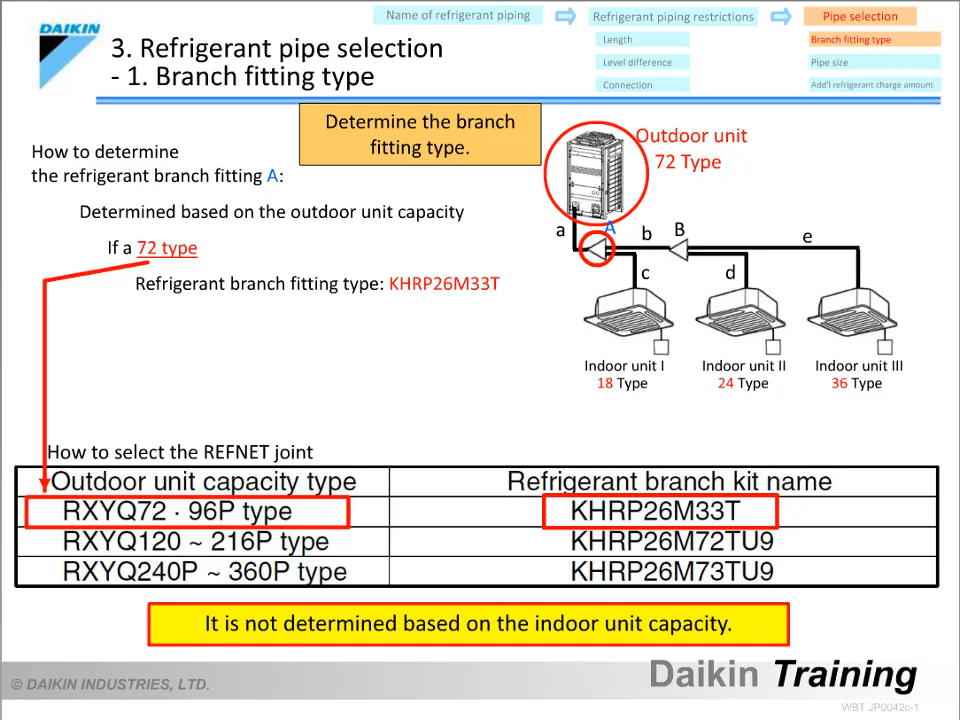 DAIKIN
Name of refrigerant piping
Refrigerant piping restrictions
Pipe selection
Length
Level difference
Connection
Branch fitting type
Pipe size
Add'l refrigerant charge amount
3. Refrigerant pipe selection
- 1. Branch fitting type
Determine the branch
fitting type.
How to determine
the refrigerant branch fitting A:
Determined based on the outdoor unit capacity
If a 72 type
Refrigerant branch fitting type: KHRP26M33T
Outdoor unit
72 Type
a
A
b
B
e
c
d
Indoor unit I
18 Type
Indoor unit II
24 Type
Indoor unit III
36 Type
How to select the REFNET joint
Outdoor unit capacity type
Refrigerant branch kit name
RXYQ72 · 96P type
KHRP26M33T
RXYQ120 ~ 216P type
KHRP26M72TU9
RXYQ240P ~ 360P type
KHRP26M73TU9
It is not determined based on the indoor unit capacity.
© DAIKIN INDUSTRIES, LTD.
Daikin Training
WBT JP0042c-1